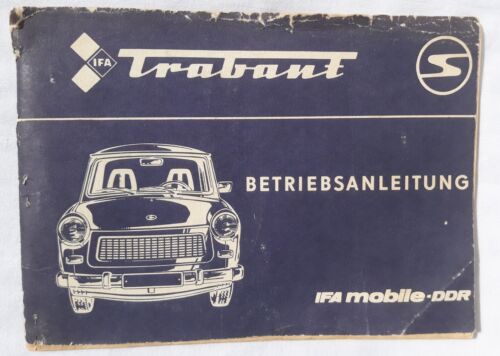 IFA
Trabant
S
BETRIEBSANLEITUNG
IFA mobile-DDR